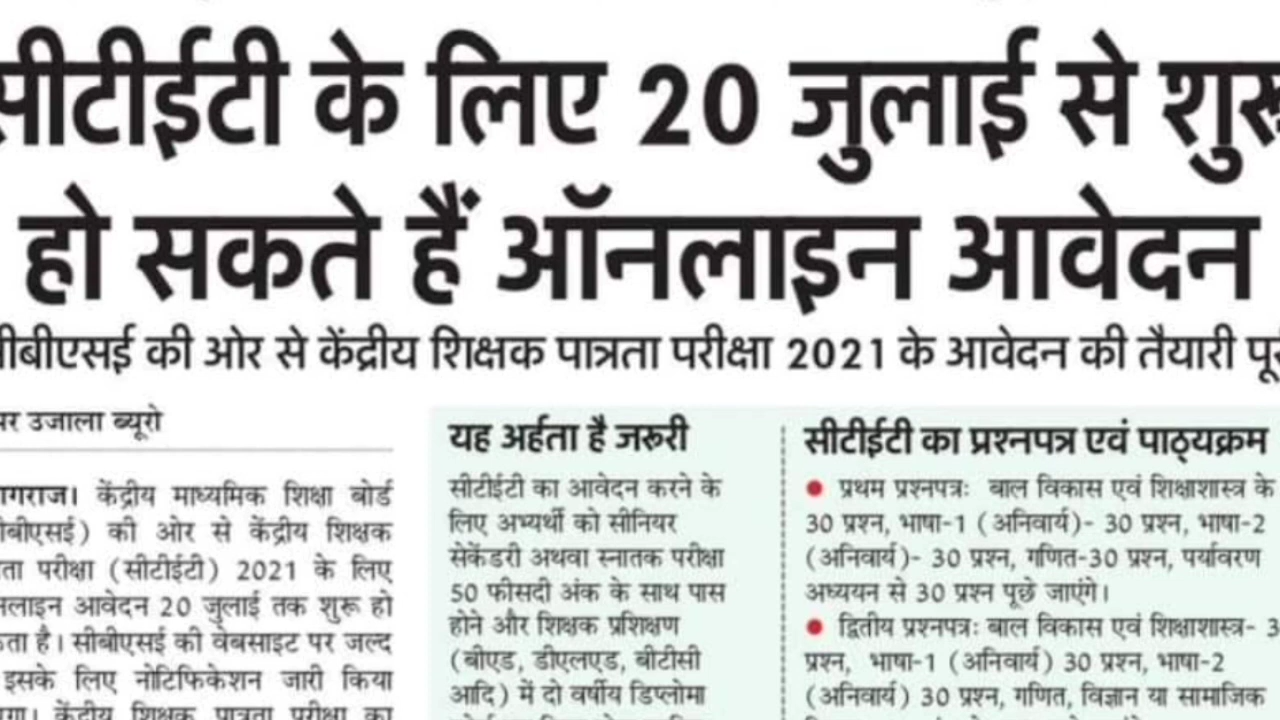 सीटीईटी के लिए 20 जुलाई से शुरू
हो सकते हैं ऑनलाइन आवेदन
सीबीएसई की ओर से केंद्रीय शिक्षक पात्रता परीक्षा 2021 के आवेदन की तैयारी
उजाला ब्यूरो
केंद्रीय माध्यमिक शिक्षा बोर्ड
की ओर से केंद्रीय शिक्षक
परीक्षा (सीटीईटी) 2021 के लिए
आवेदन 20 जुलाई तक शुरू हो
है। सीबीएसई की वेबसाइट पर जल्द
इसके लिए नोटिफिकेशन जारी किया
केंद्रीय शिक्षक पात्रता परीक्षा का
यह अर्हता है जरूरी
सीटीईटी का आवेदन करने के
लिए अभ्यर्थी को सीनियर
सेकेंडरी अथवा स्नातक परीक्षा
50 फीसदी अंक के साथ पास
होने और शिक्षक प्रशिक्षण
(बीएड, डीएलएड, बीटीसी
आदि) में दो वर्षीय डिप्लोमा
सीटीईटी का प्रश्नपत्र एवं पाठ्यक्रम
● प्रथम प्रश्नपत्रः बाल विकास एवं शिक्षाशास्त्र के
30 प्रश्न, भाषा-1 (अनिवार्य)- 30 प्रश्न, भाषा-2
(अनिवार्य)- 30 प्रश्न, गणित-30 प्रश्न, पर्यावरण
अध्ययन से 30 प्रश्न पूछे जाएंगे।
● द्वितीय प्रश्नपत्रः बाल विकास एवं शिक्षाशास्त्र-
प्रश्न, भाषा-1 (अनिवार्य) 30 प्रश्न, भाषा-2
(अनिवार्य) 30 प्रश्न, गणित, विज्ञान या सामाजिक